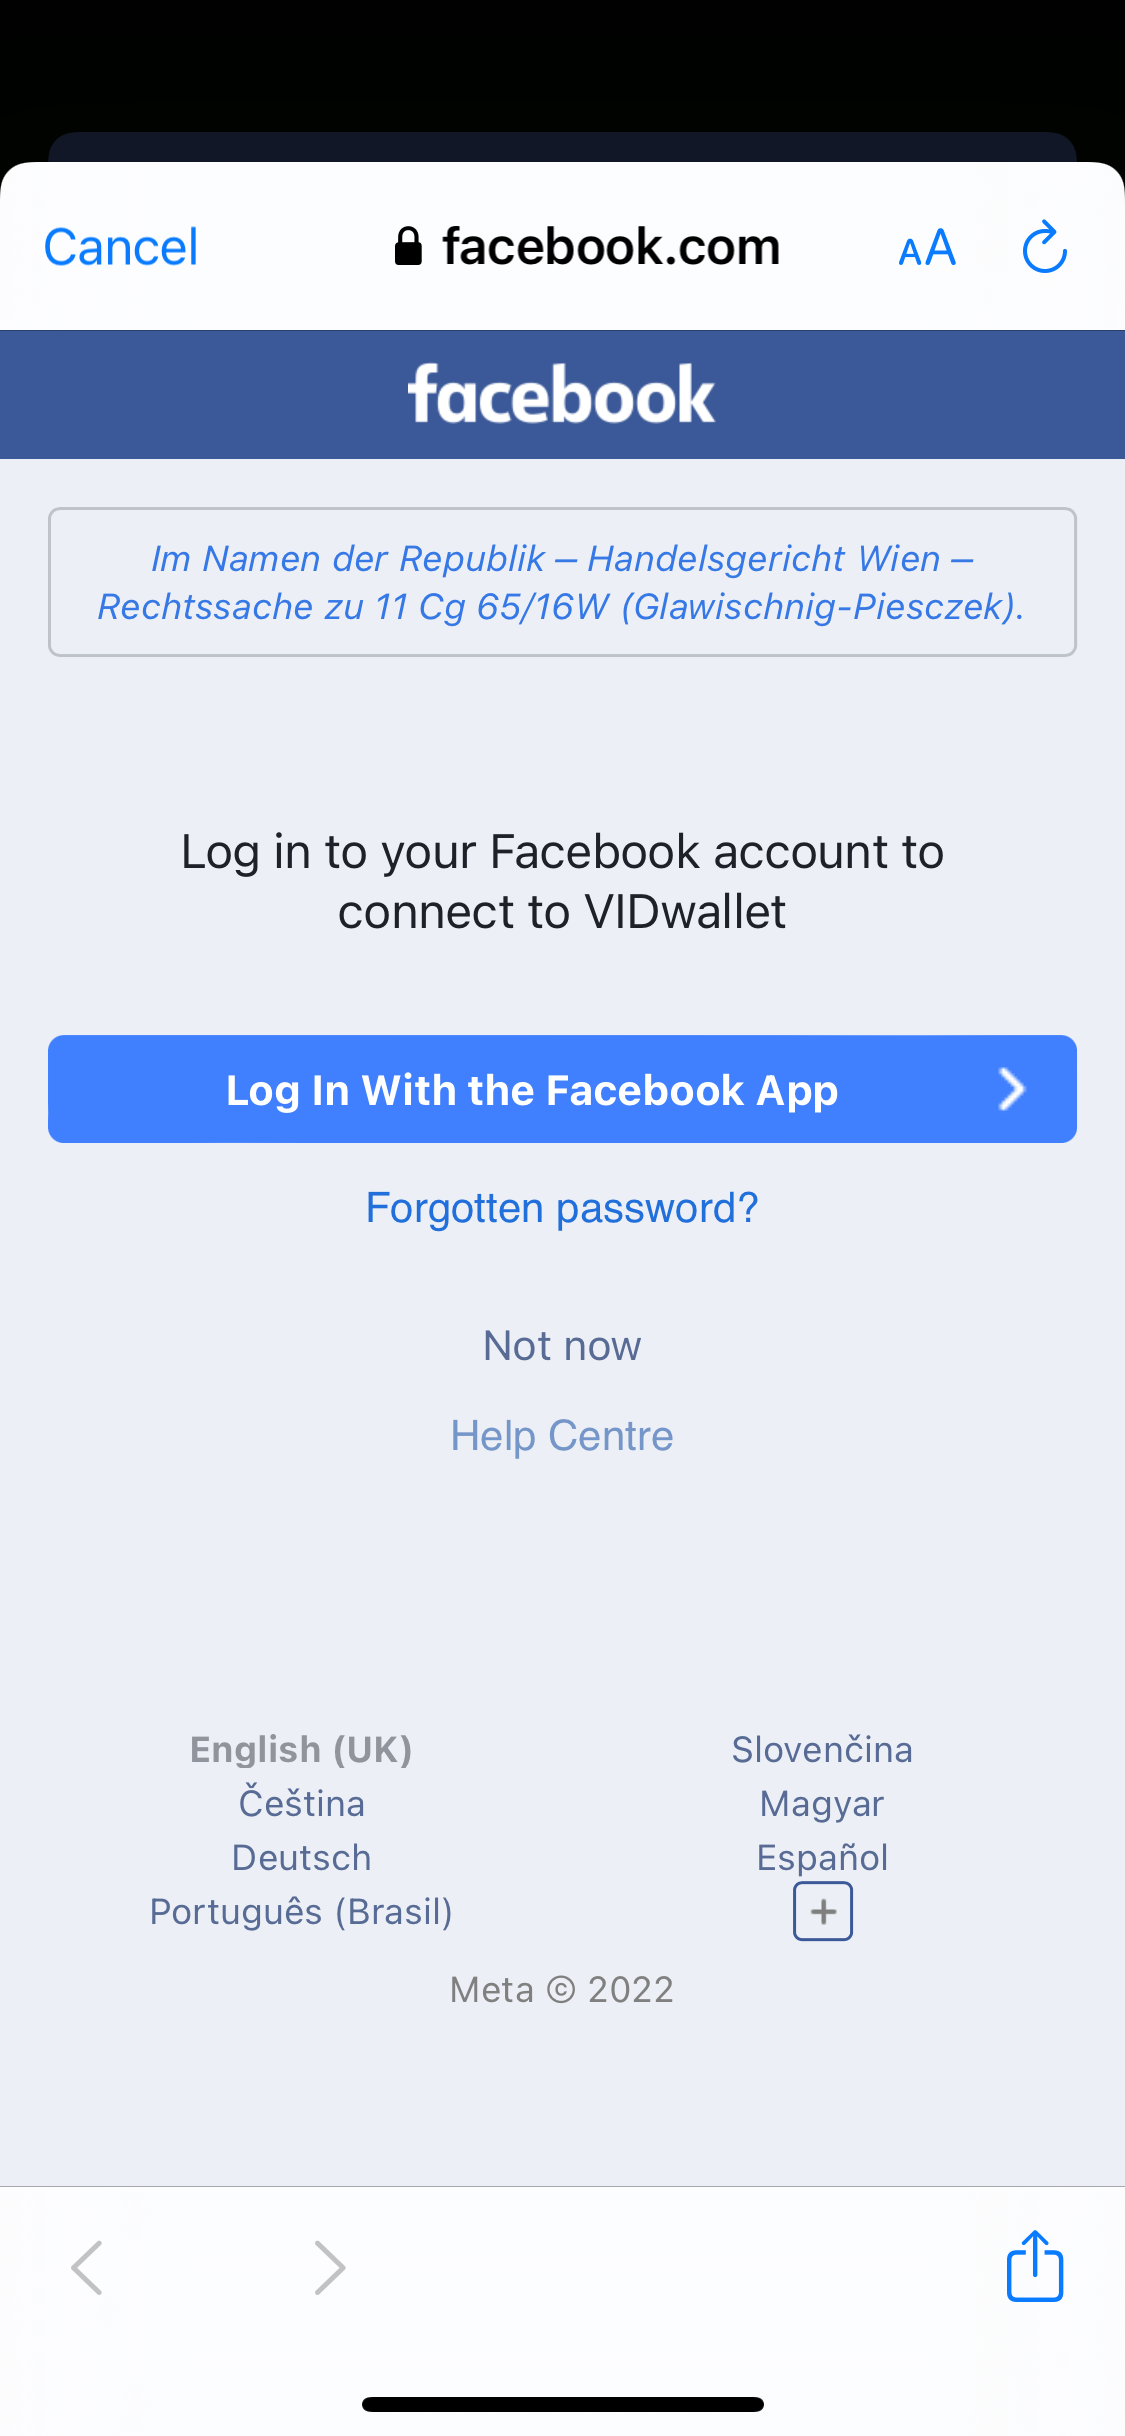 Cancel
facebook.com
AA
facebook
Im Namen der Republik – Handelsgericht Wien –
Rechtssache zu 11 Cg 65/16W (Glawischnig-Piesczek).
Log in to your Facebook account to
connect to VIDwallet
Log In With the Facebook App
Forgotten password?
Not now
Help Centre
English (UK)
Slovenčina
Čeština
Magyar
Deutsch
Español
Português (Brasil)
+
Meta © 2022